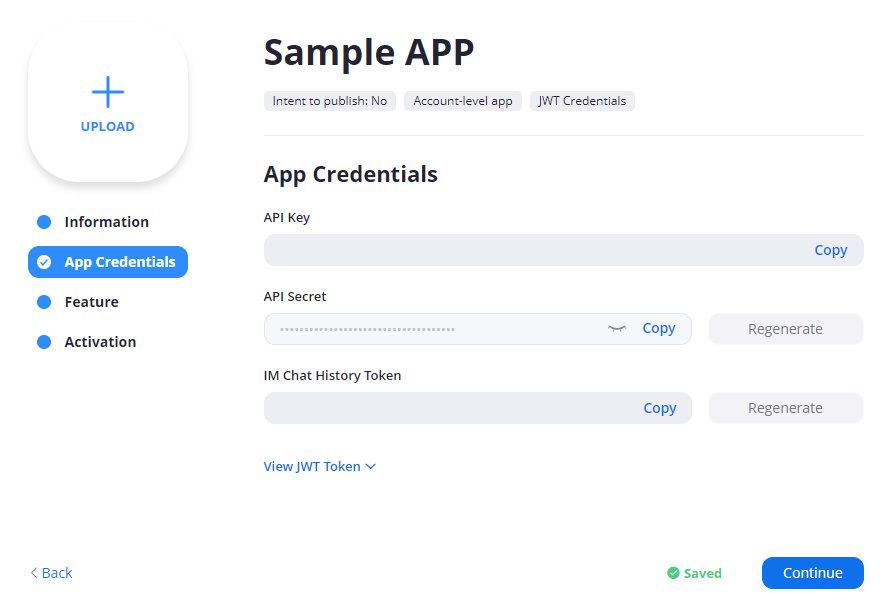 Sample APP
Intent to publish: No Account-level app JWT Credentials
UPLOAD
Information
App Credentials
Feature
Activation
App Credentials
API Key
Copy
API Secret
Copy Regenerate
IM Chat History Token
Copy Regenerate
View JWT Token
Back
Saved
Continue